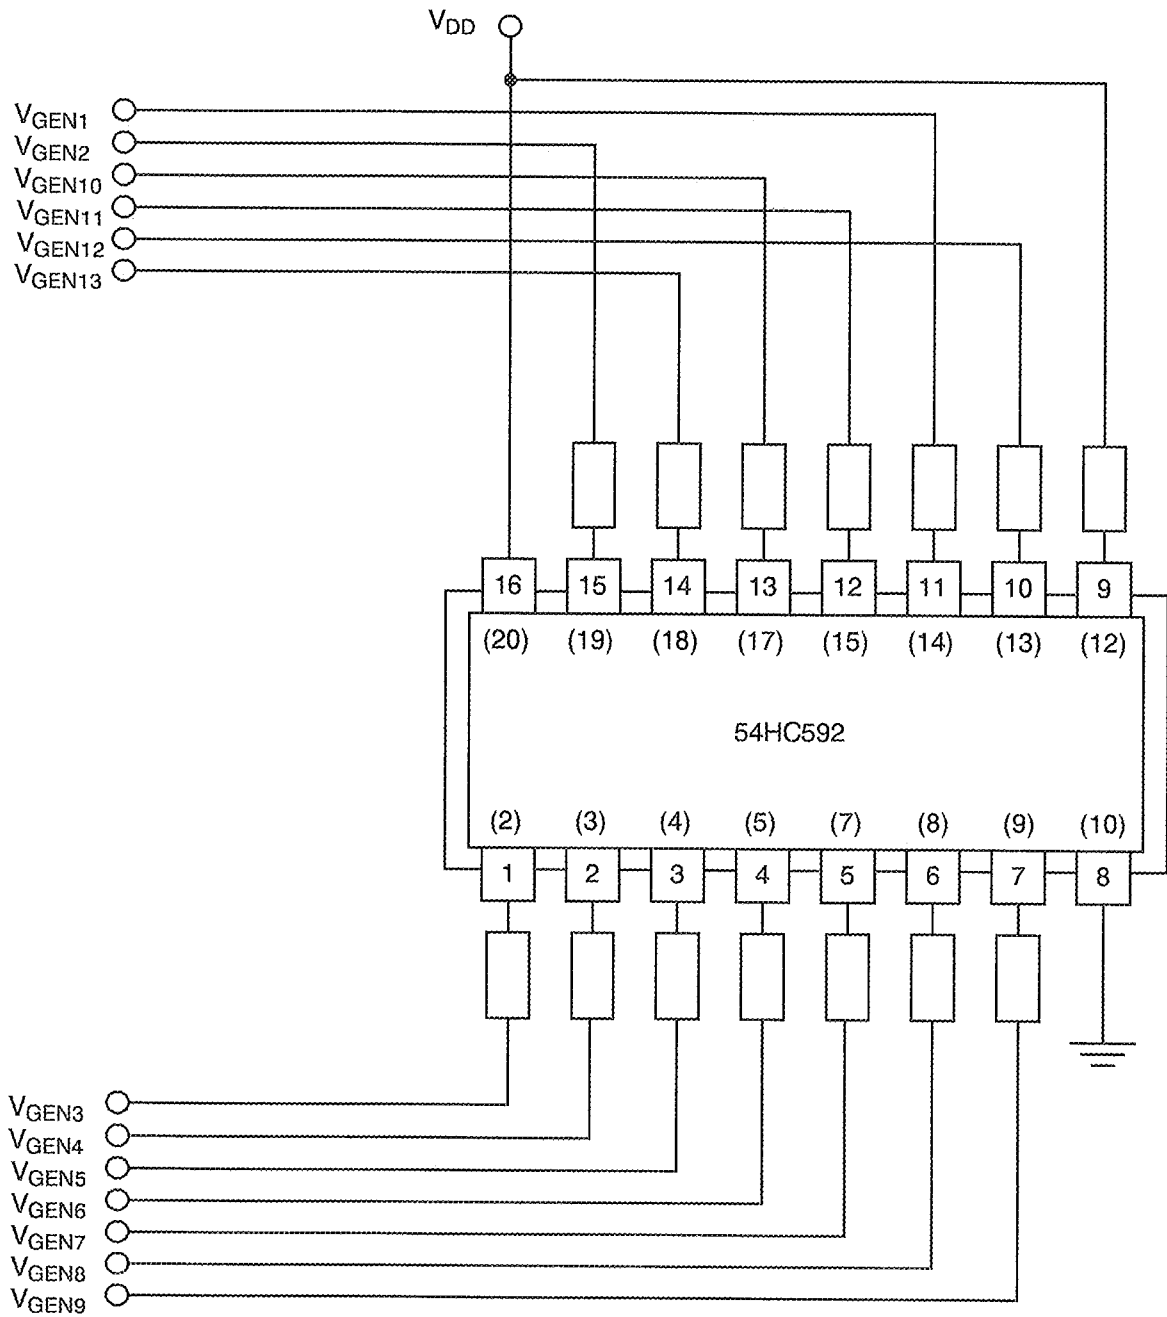 VDD
VGEN1
VGEN2
VGEN10
VGEN11
VGEN12
VGEN13
16 15 14 13 12 11 10 9
(20) (19) (18) (17) (15) (14) (13) (12)
54HC592
(2) (3) (4) (5) (7) (8) (9) (10)
1 2 3 4 5 6 7 8
VGEN3
VGEN4
VGEN5
VGEN6
VGEN7
VGEN8
VGEN9